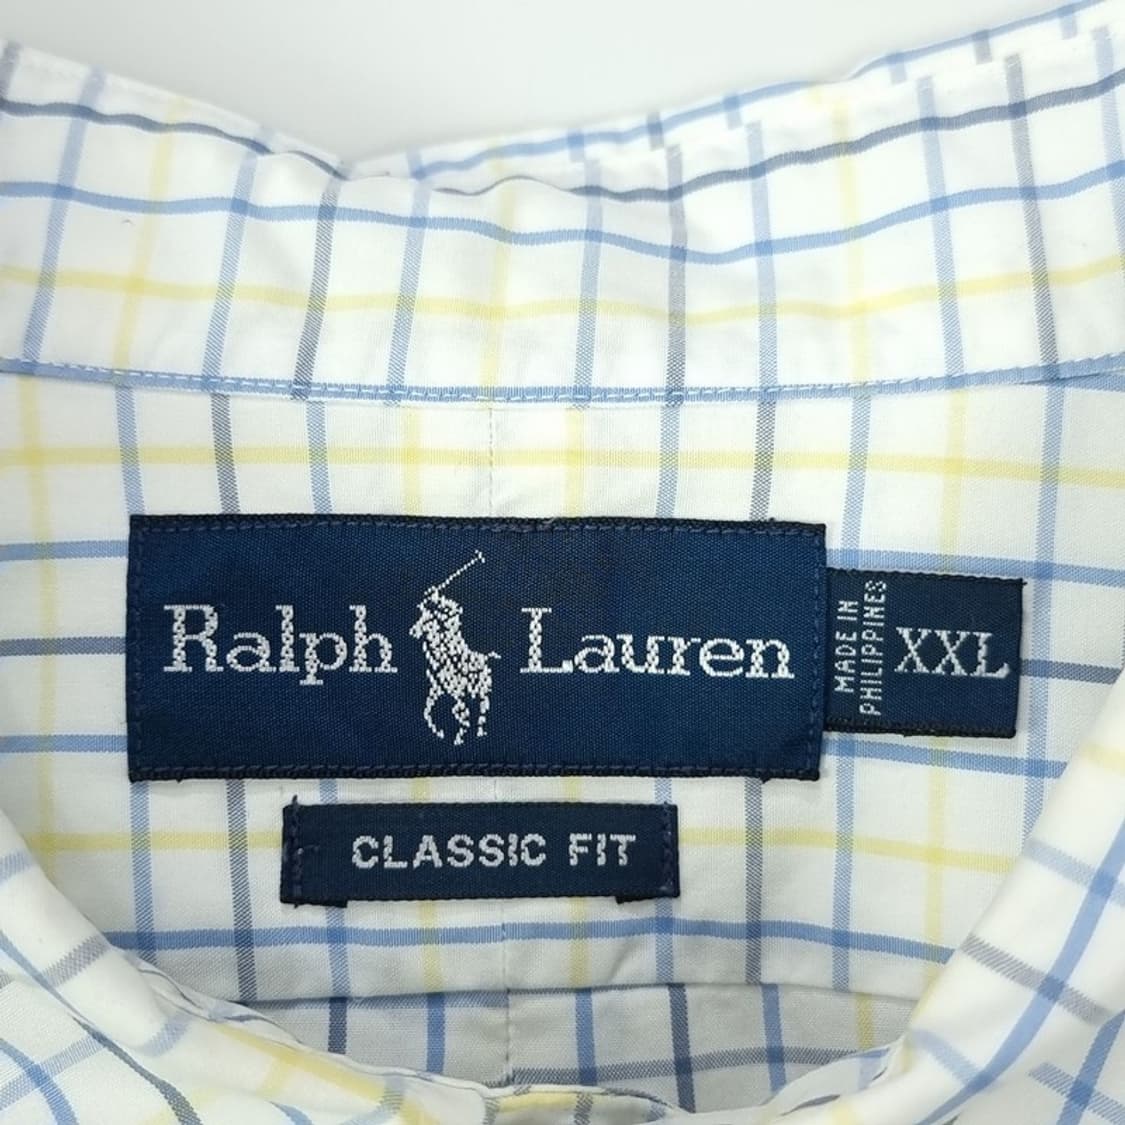 Ralph Lauren
MADE IN
PHILIPPINES
XXL
CLASSIC FIT